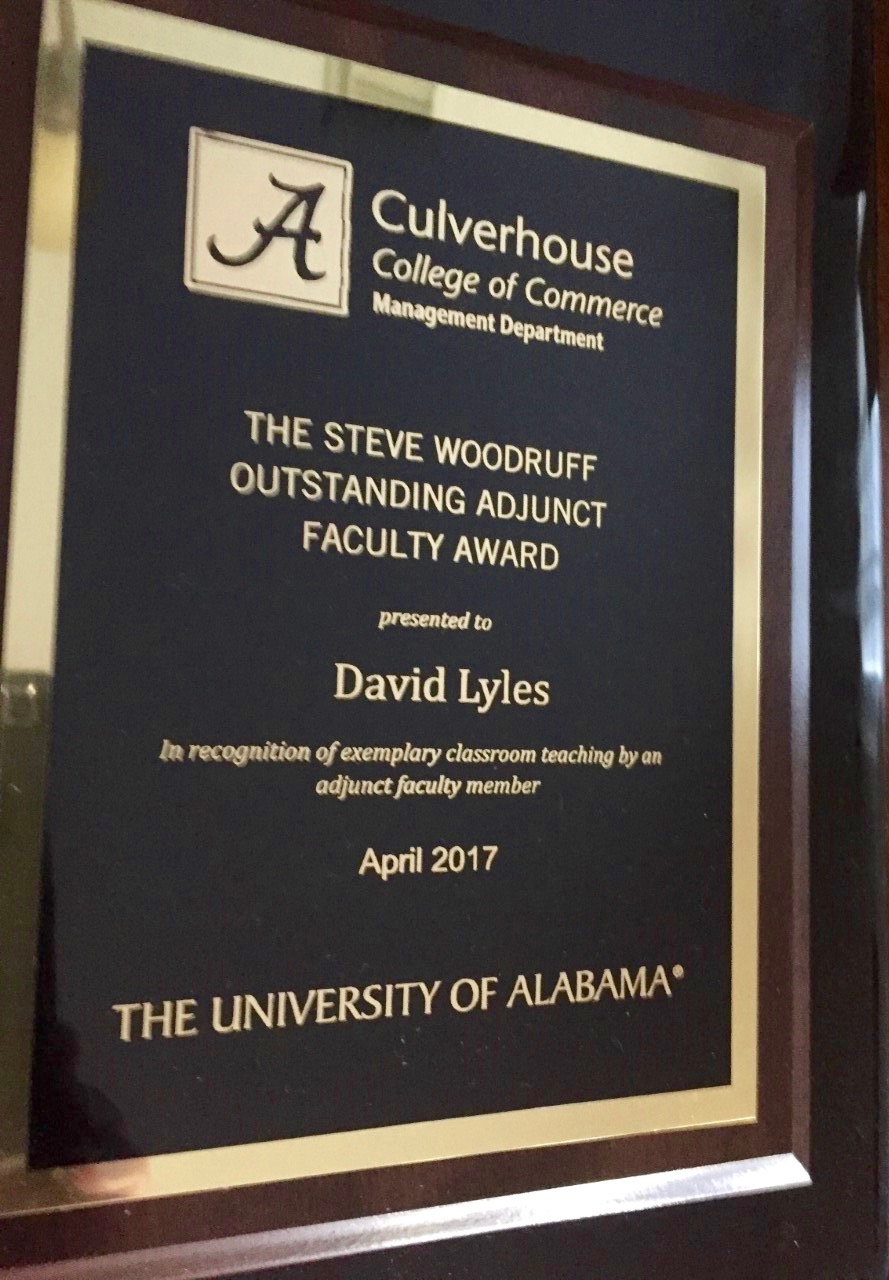 A
Culverhouse
College of Commerce
Management Department
THE STEVE WOODRUFF
OUTSTANDING ADJUNCT
FACULTY AWARD
presented to
David Lyles
In recognition of exemplary classroom teaching by an
adjunct faculty member
April 2017
THE UNIVERSITY OF ALABAMA®